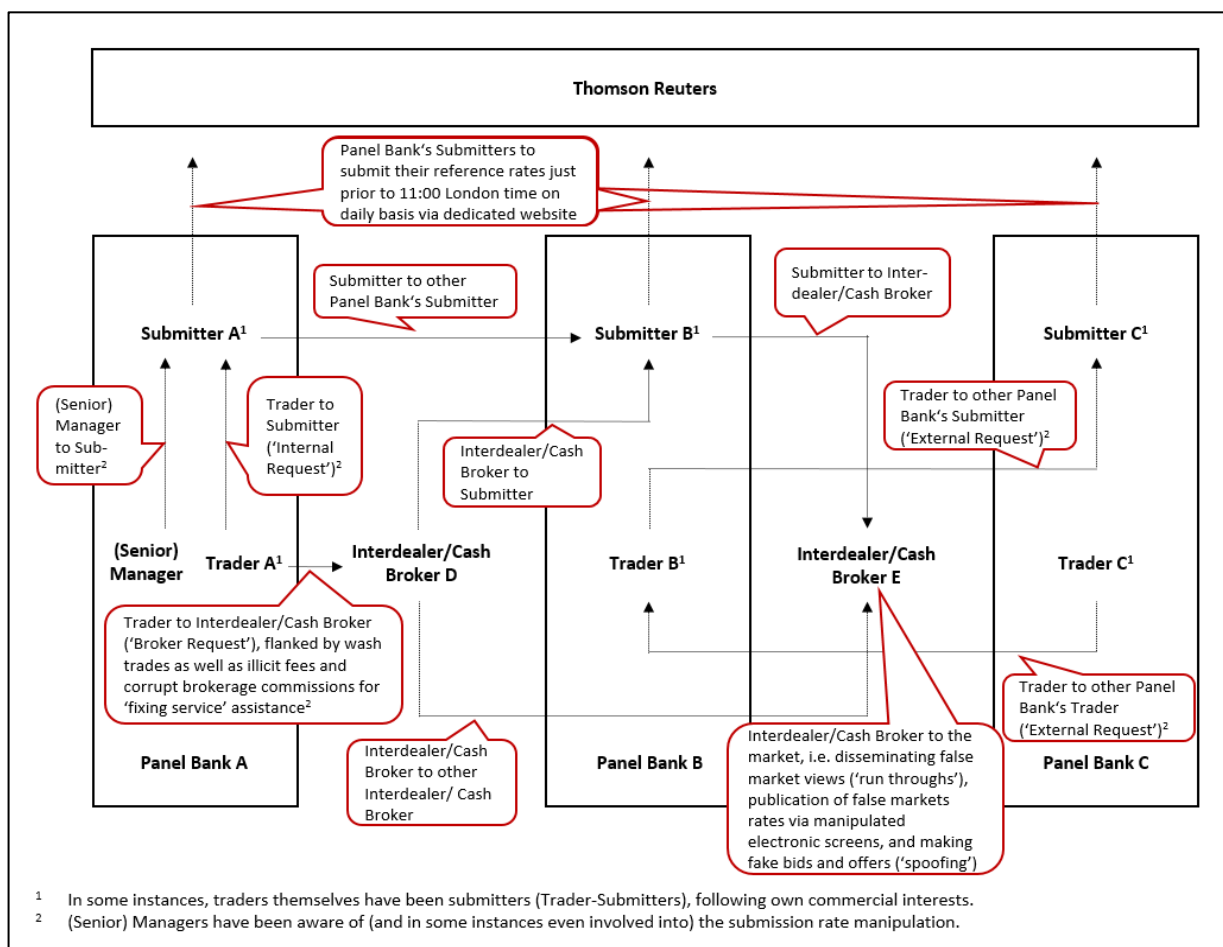 Thomson Reuters
Panel Bank‘s Submitters to
submit their reference rates just
prior to 11:00 London time on
daily basis via dedicated website
Submitter to other
Panel Bank‘s Submitter
Submitter to Inter-
dealer/Cash Broker
Submitter A¹
Submitter B¹
Submitter C¹
(Senior)
Manager
to Sub-
mitter²
Trader to
Submitter
(‘Internal
Request’)²
Interdealer/Cash
Broker to
Submitter
Trader to other Panel
Bank‘s Submitter
(‘External Request’)²
(Senior)
Manager
Trader A¹
Interdealer/Cash
Broker D
Trader B¹
Interdealer/Cash
Broker E
Trader C¹
Trader to Interdealer/Cash Broker
(‘Broker Request’), flanked by wash
trades as well as illicit fees and
corrupt brokerage commissions for
‘fixing service’ assistance²
Interdealer/Cash
Broker to other
Interdealer/ Cash
Broker
Interdealer/Cash Broker to the
market, i.e. disseminating false
market views (‘run throughs’),
publication of false markets
rates via manipulated
electronic screens, and making
fake bids and offers (‘spoofing’)
Trader to other Panel
Bank‘s Trader
(‘External Request’)²
Panel Bank A
Panel Bank B
Panel Bank C
¹ In some instances, traders themselves have been submitters (Trader-Submitters), following own commercial interests.
² (Senior) Managers have been aware of (and in some instances even involved into) the submission rate manipulation.